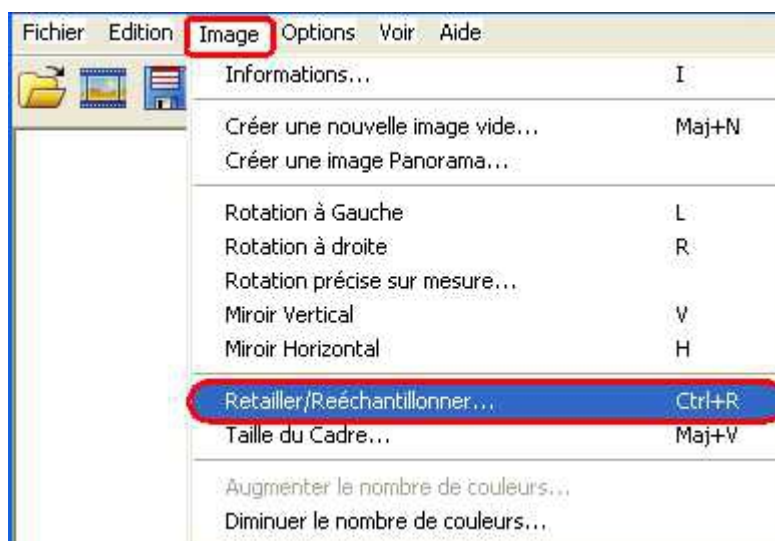 Fichier Edition Image Options Voir Aide
Informations... I
Créer une nouvelle image vide... Maj+N
Créer une image Panorama...
Rotation à Gauche L
Rotation à droite R
Rotation précise sur mesure...
Miroir Vertical V
Miroir Horizontal H
Retailler/Reéchantillonner... Ctrl+R
Taille du Cadre... Maj+V
Augmenter le nombre de couleurs...
Diminuer le nombre de couleurs...